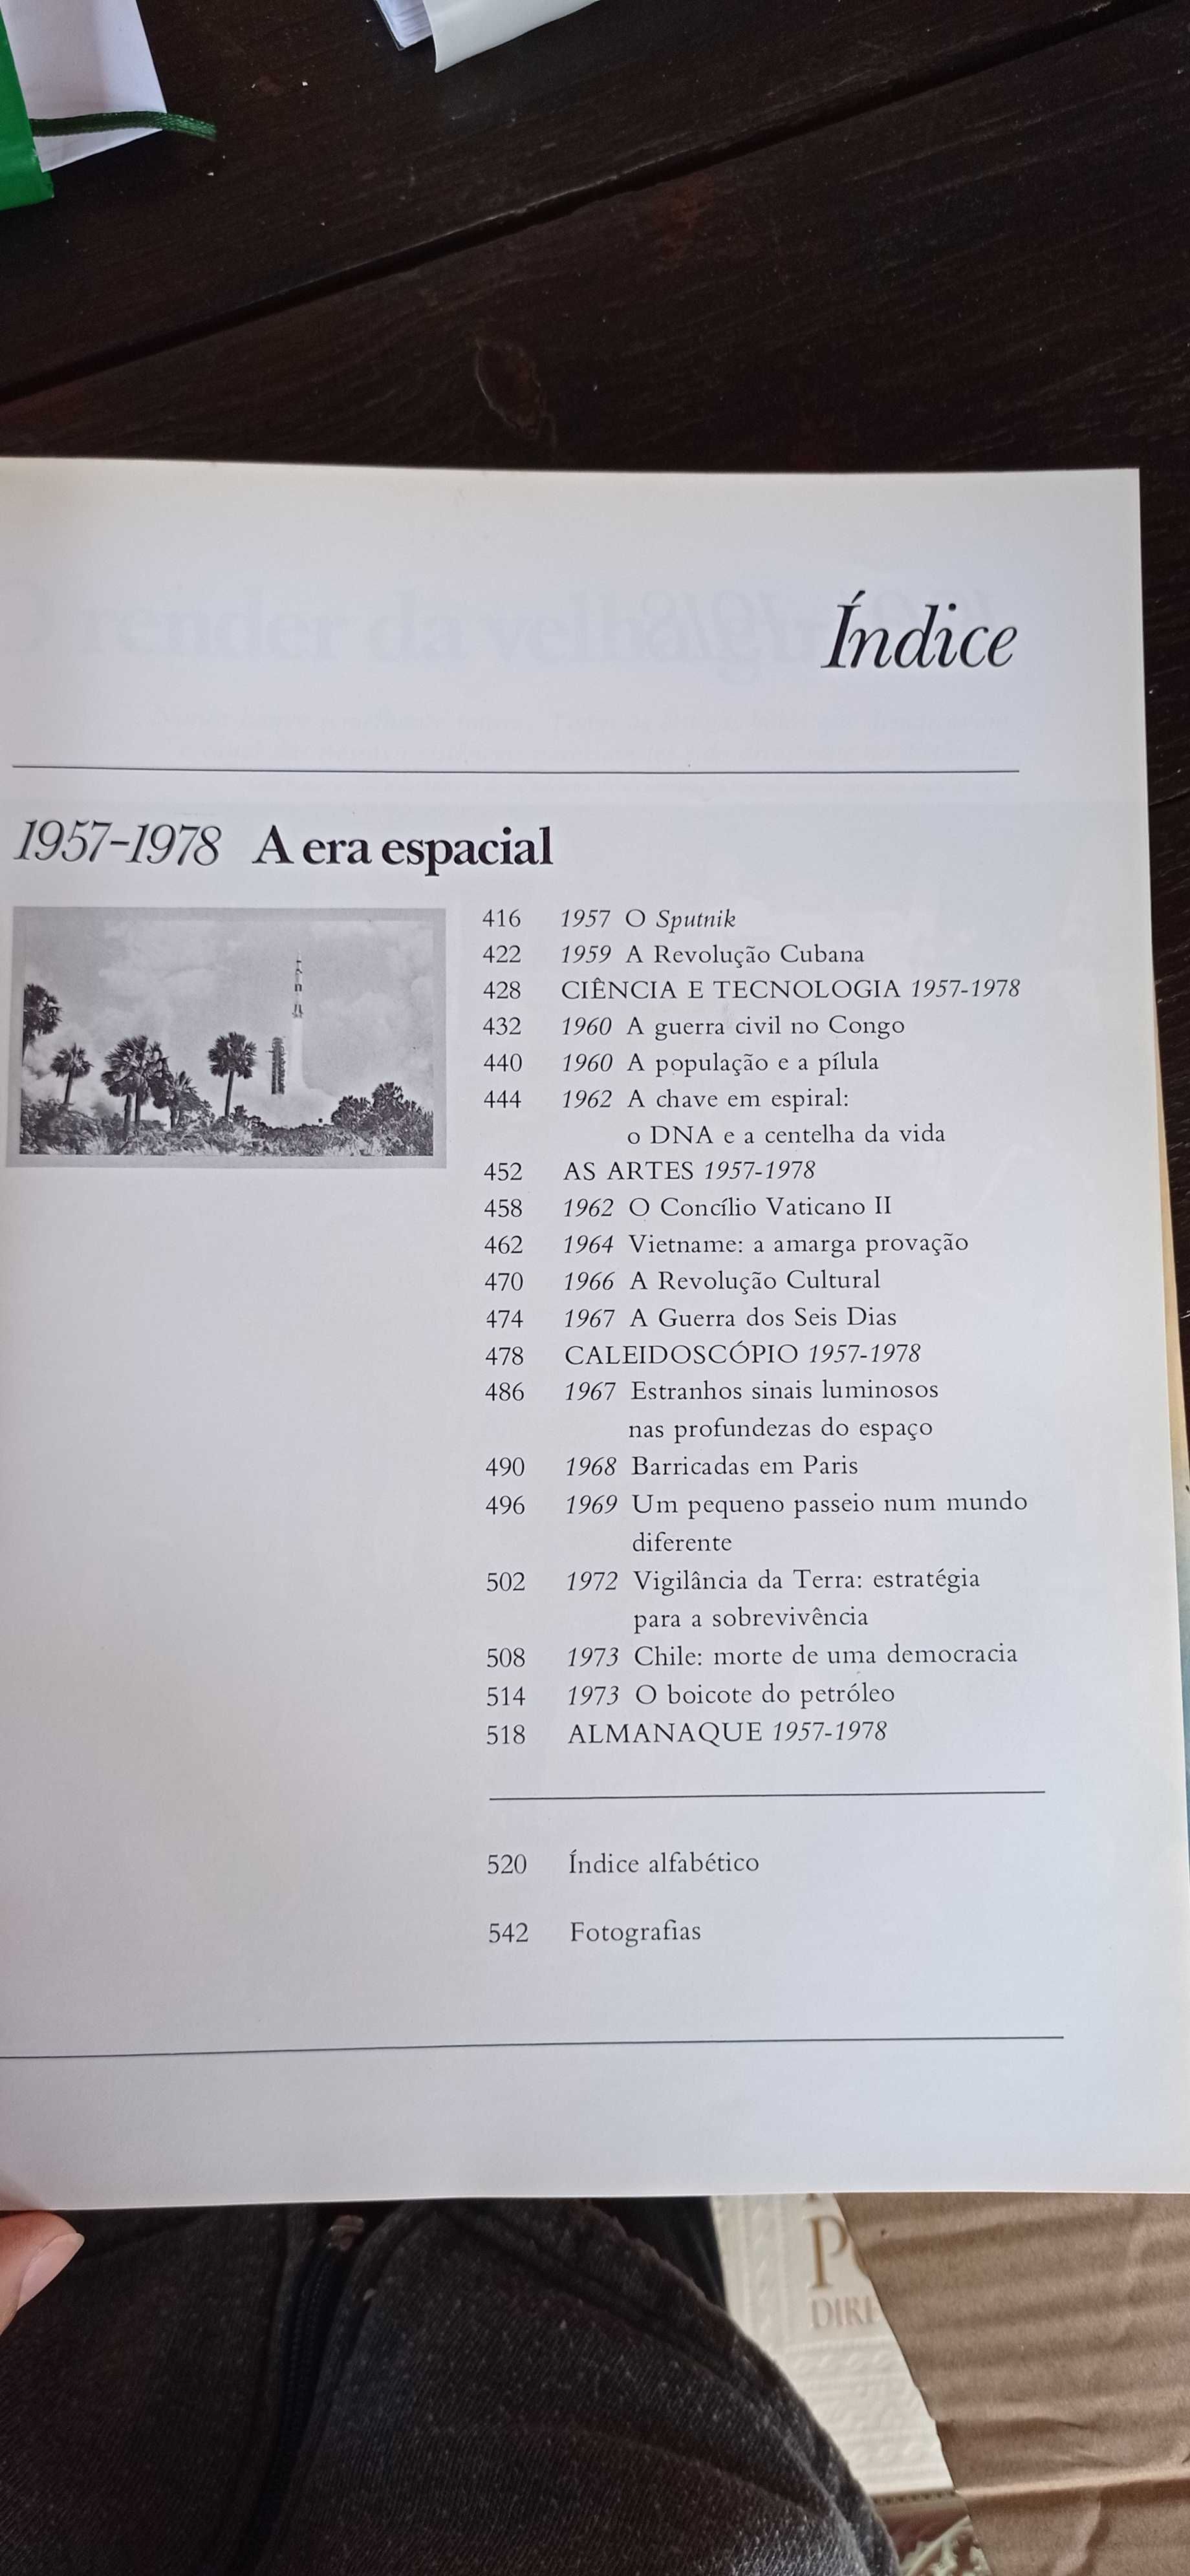 Índice
1957-1978 A era espacial
416 1957 O Sputnik
422 1959 A Revolução Cubana
428 CIÊNCIA E TECNOLOGIA 1957-1978
432 1960 A guerra civil no Congo
440 1960 A população e a pílula
444 1962 A chave em espiral:
o DNA e a centelha da vida
452 AS ARTES 1957-1978
458 1962 O Concílio Vaticano II
462 1964 Vietname: a amarga provação
470 1966 A Revolução Cultural
474 1967 A Guerra dos Seis Dias
478 CALEIDOSCÓPIO 1957-1978
486 1967 Estranhos sinais luminosos
nas profundezas do espaço
490 1968 Barricadas em Paris
496 1969 Um pequeno passeio num mundo
diferente
502 1972 Vigilância da Terra: estratégia
para a sobrevivência
508 1973 Chile: morte de uma democracia
514 1973 O boicote do petróleo
518 ALMANAQUE 1957-1978
520 Índice alfabético
542 Fotografias